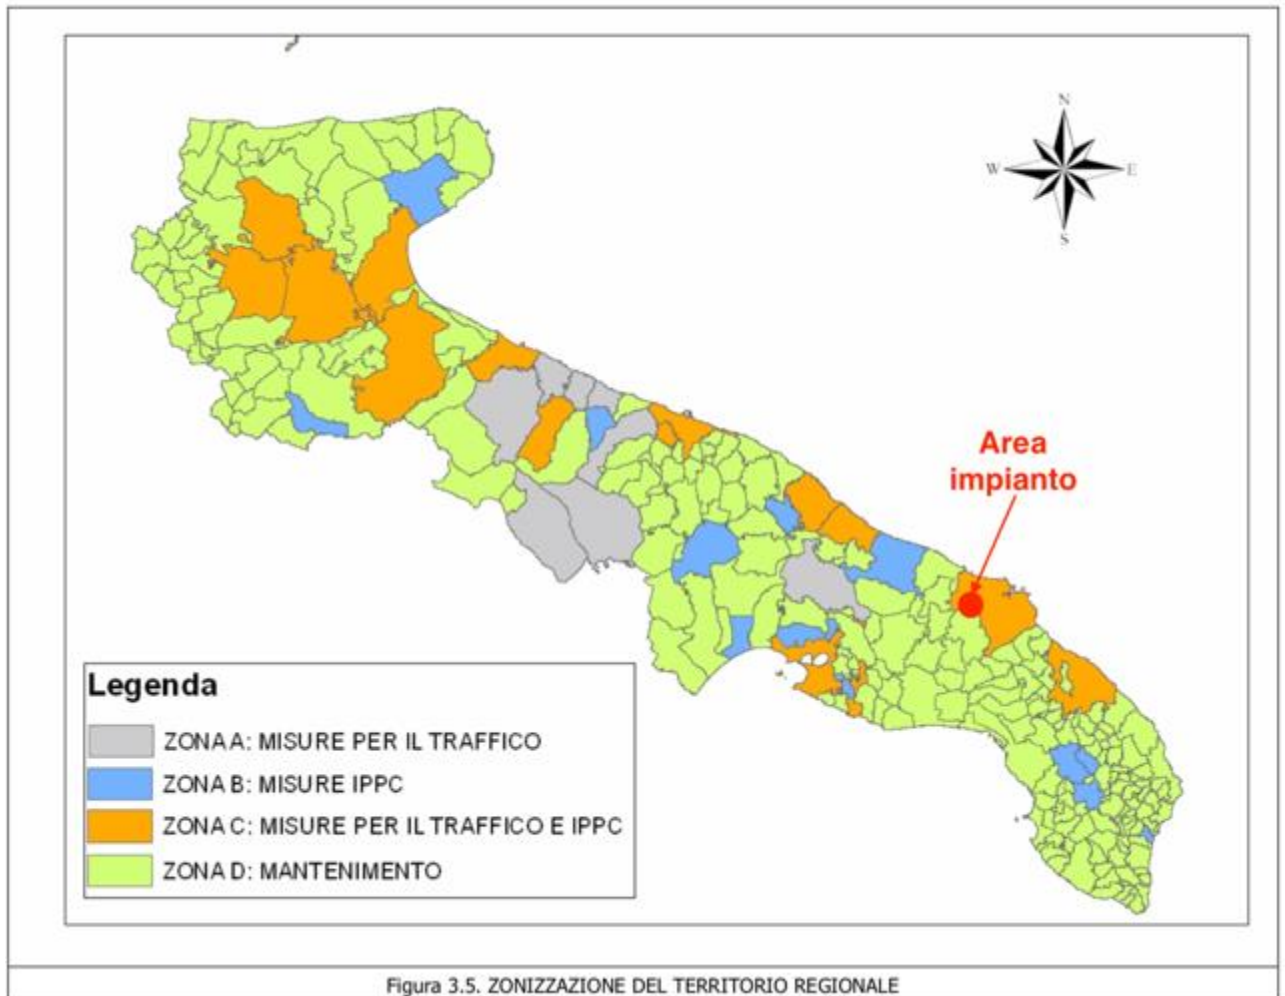 N
W
E
S
Area
impianto
Legenda
ZONA A: MISURE PER IL TRAFFICO
ZONA B: MISURE IPPC
ZONA C: MISURE PER IL TRAFFICO E IPPC
ZONA D: MANTENIMENTO
Figura 3.5. ZONIZZAZIONE DEL TERRITORIO REGIONALE